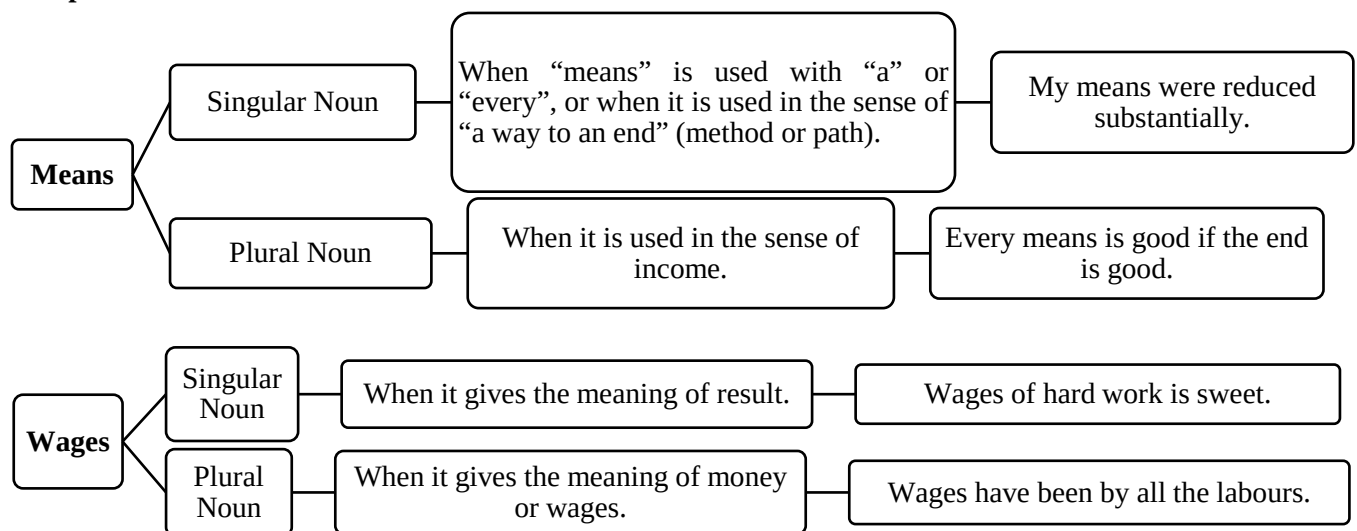 Means
Singular Noun
When “means” is used with “a” or
“every”, or when it is used in the sense of
“a way to an end” (method or path).
My means were reduced
substantially.
Plural Noun
When it is used in the sense of
income.
Every means is good if the end
is good.
Wages
Singular
Noun
When it gives the meaning of result.
Wages of hard work is sweet.
Plural
Noun
When it gives the meaning of money
or wages.
Wages have been by all the labours.